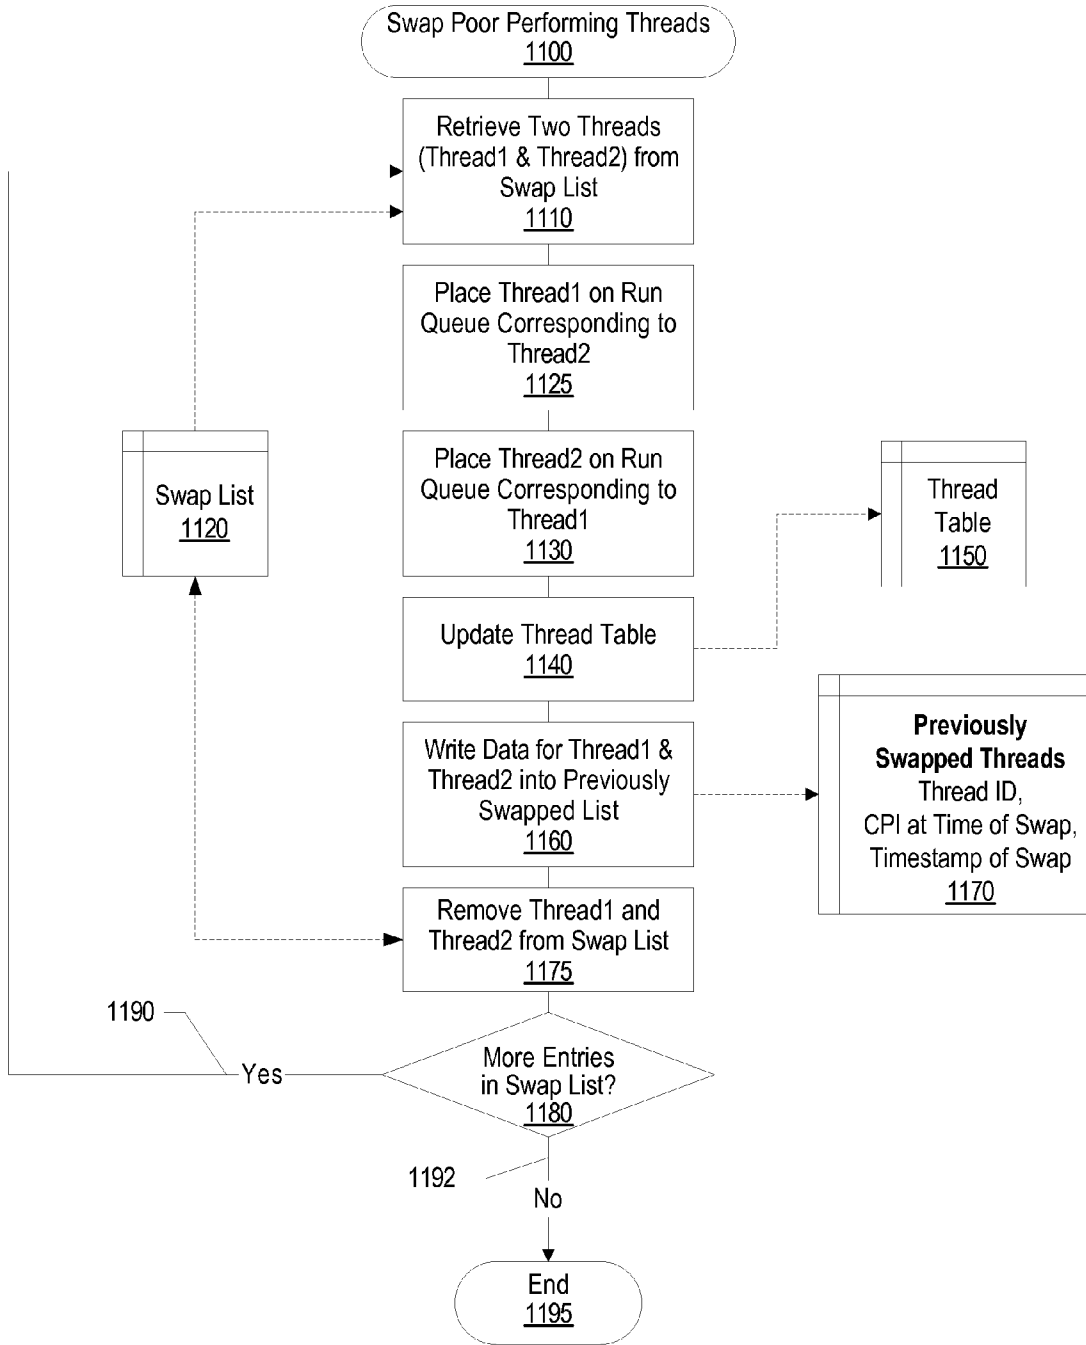 Swap Poor Performing Threads
1100
Retrieve Two Threads
(Thread1 & Thread2) from
Swap List
1110
Place Thread1 on Run
Queue Corresponding to
Thread2
1125
Swap List
1120
Place Thread2 on Run
Queue Corresponding to
Thread1
1130
Thread
Table
1150
Update Thread Table
1140
Write Data for Thread1 &
Thread2 into Previously
Swapped List
1160
Previously
Swapped Threads
Thread ID,
CPI at Time of Swap,
Timestamp of Swap
1170
Remove Thread1 and
Thread2 from Swap List
1175
1190
Yes
More Entries
in Swap List?
1180
1192
No
End
1195